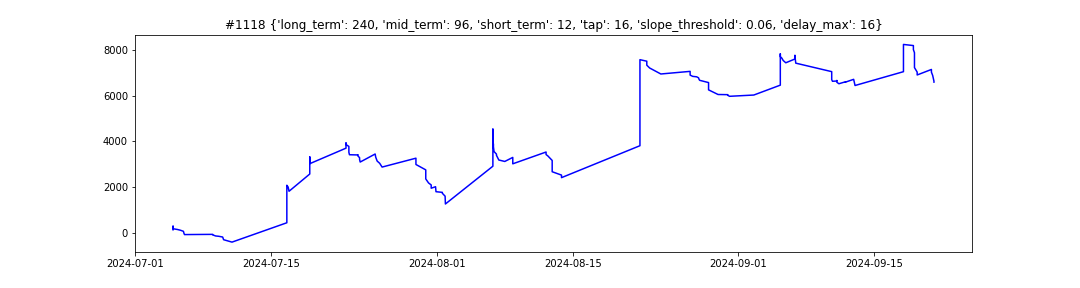 #1118 {'long_term': 240, 'mid_term': 96, 'short_term': 12, 'tap': 16, 'slope_threshold': 0.06, 'delay_max': 16}
8000
6000
4000
2000
0
2024-07-01 2024-07-15 2024-08-01 2024-08-15 2024-09-01 2024-09-15